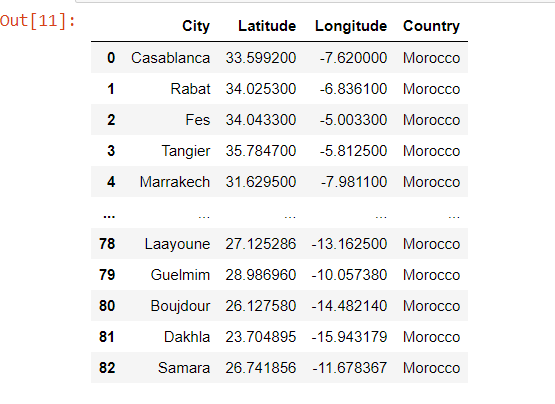 Out[11]:
City Latitude Longitude Country
0 Casablanca 33.599200 -7.620000 Morocco
1 Rabat 34.025300 -6.836100 Morocco
2 Fes 34.043300 -5.003300 Morocco
3 Tangier 35.784700 -5.812500 Morocco
4 Marrakech 31.629500 -7.981100 Morocco
... ... ... ... ...
78 Laayoune 27.125286 -13.162500 Morocco
79 Guelmim 28.986960 -10.057380 Morocco
80 Boujdour 26.127580 -14.482140 Morocco
81 Dakhla 23.704895 -15.943179 Morocco
82 Samara 26.741856 -11.678367 Morocco